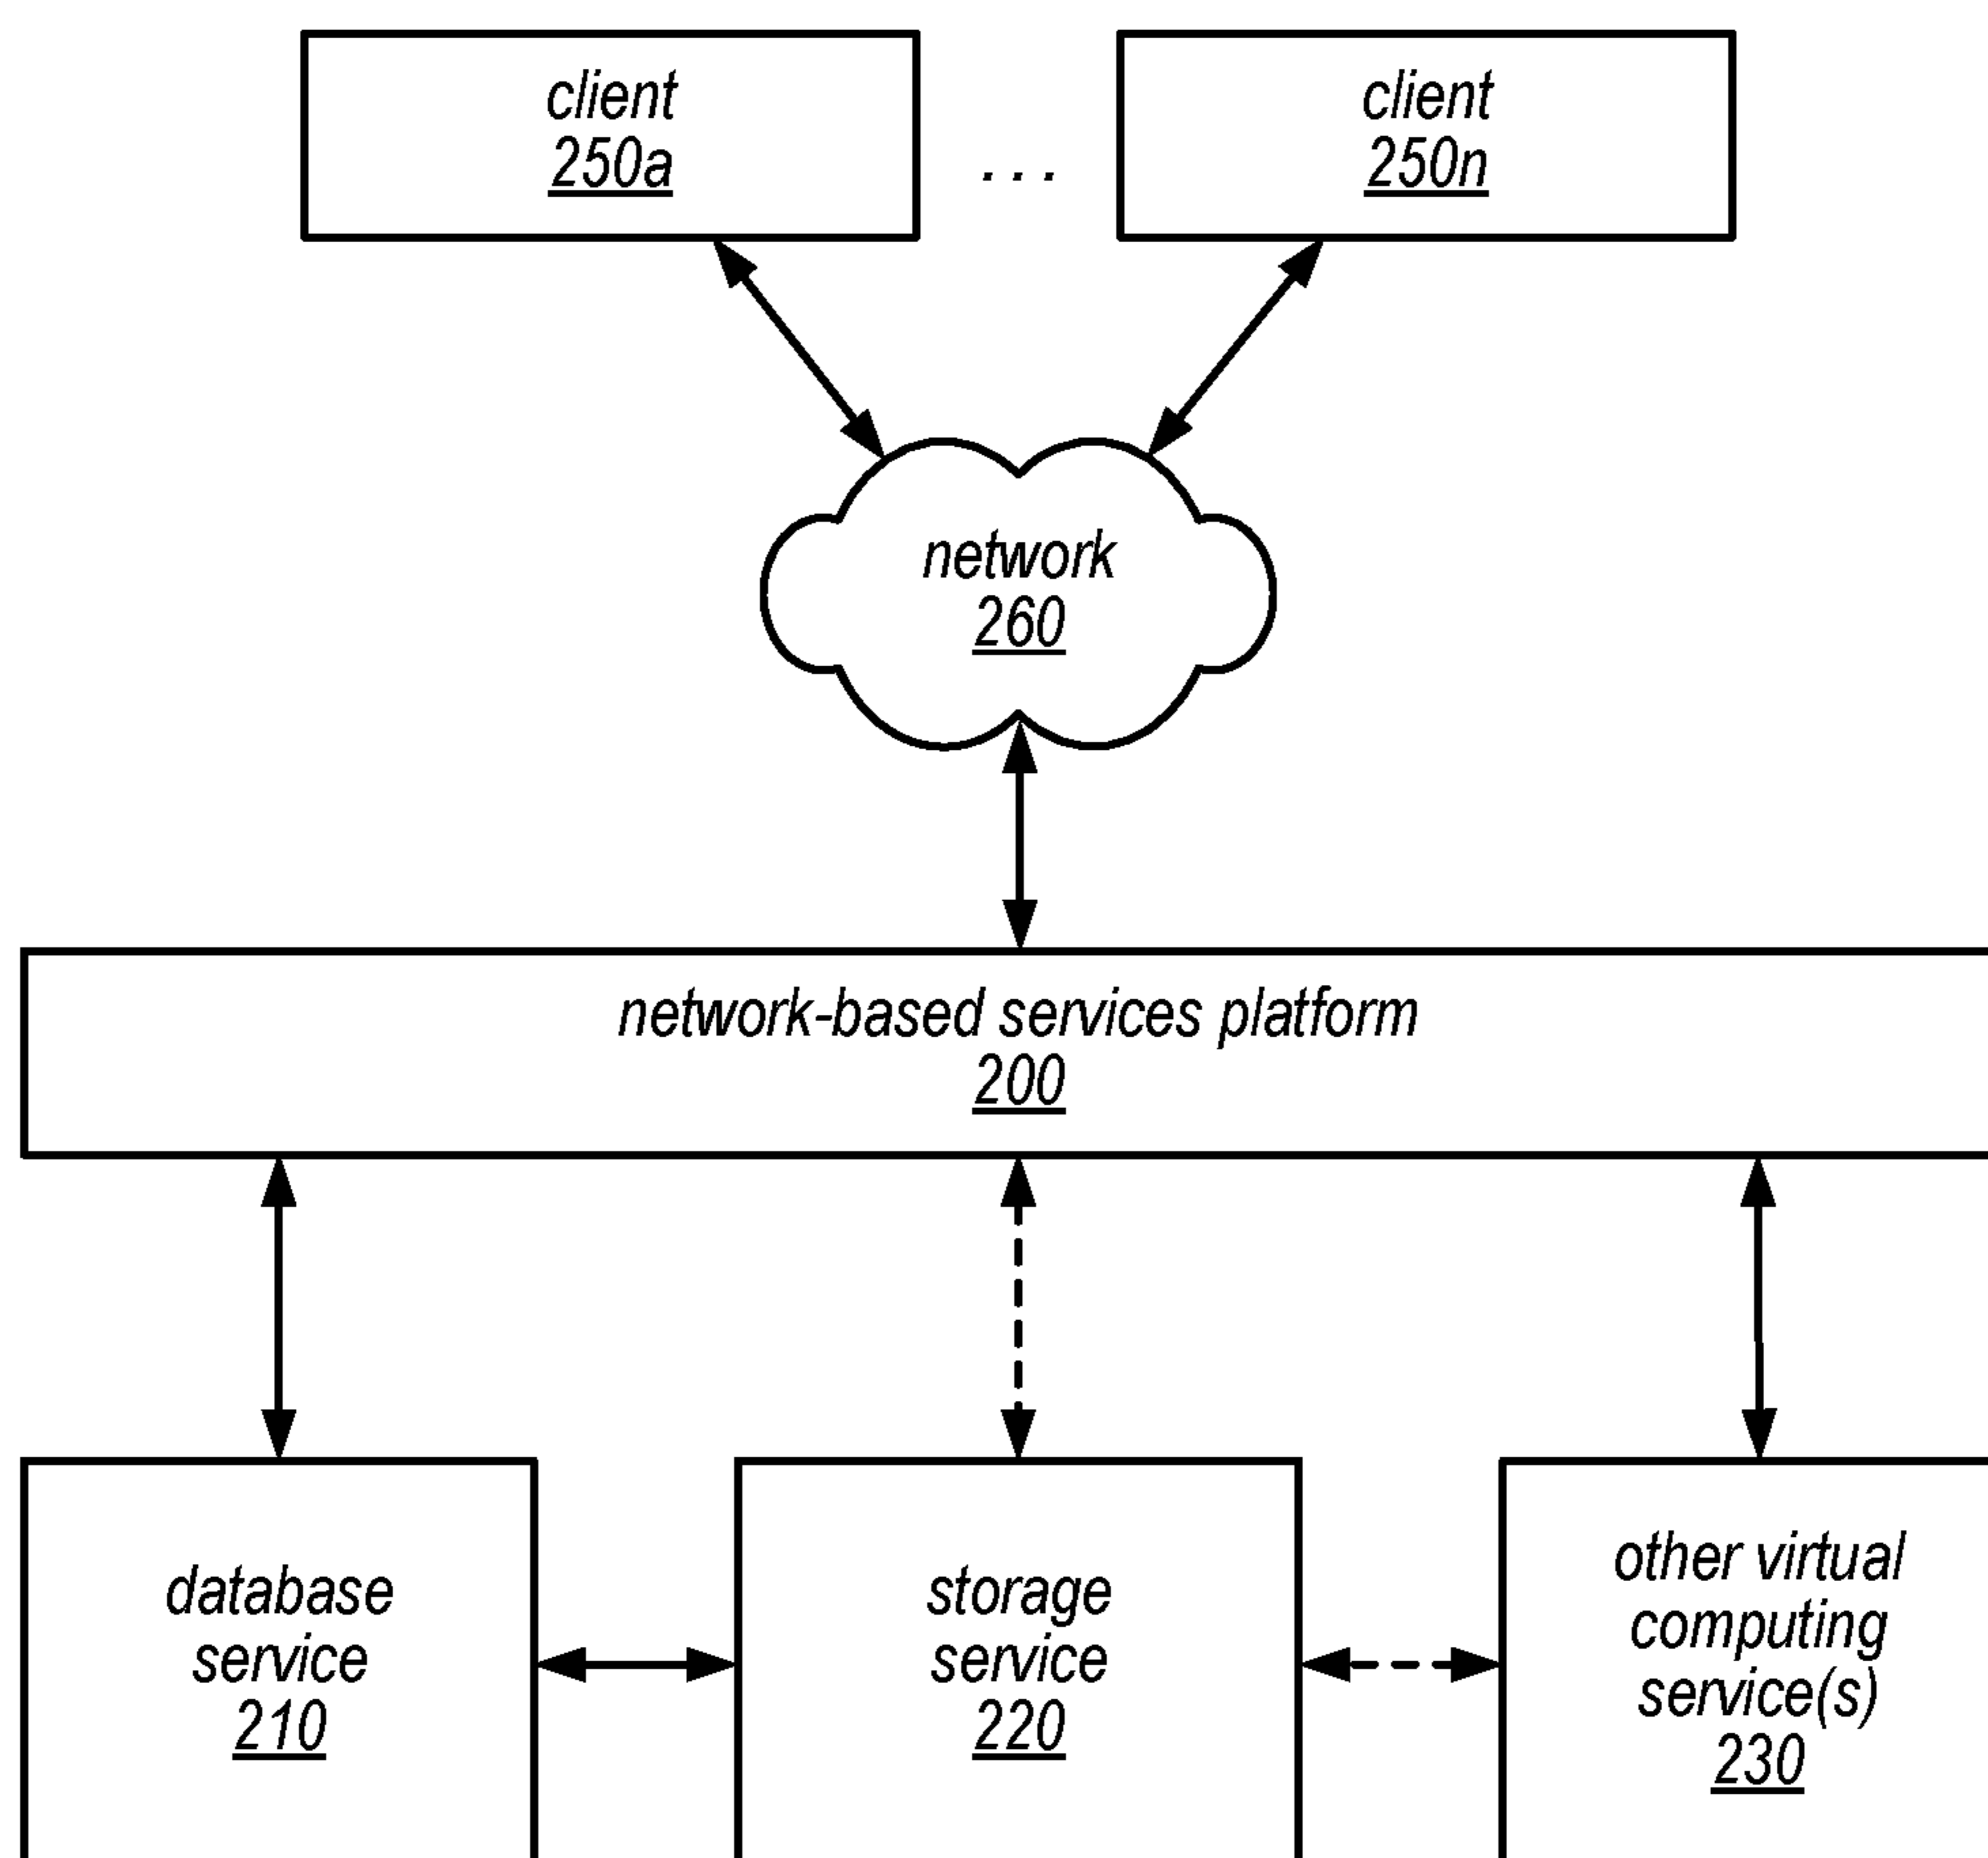 client
250a
. . .
client
250n
network
260
network-based services platform
200
database
service
210
storage
service
220
other virtual
computing
service(s)
230